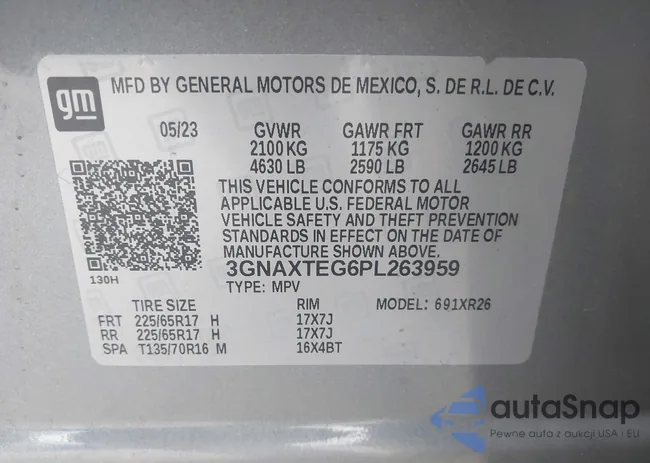 gm
MFD BY GENERAL MOTORS DE MEXICO, S. DE R.L. DE C.V.
05/23 GVWR GAWR FRT GAWR RR
2100 KG 1175 KG 1200 KG
4630 LB 2590 LB 2645 LB
THIS VEHICLE CONFORMS TO ALL
APPLICABLE U.S. FEDERAL MOTOR
VEHICLE SAFETY AND THEFT PREVENTION
STANDARDS IN EFFECT ON THE DATE OF
MANUFACTURE SHOWN ABOVE.
130H
3GNAXTEG6PL263959
TYPE: MPV
TIRE SIZE RIM MODEL: 691XR26
FRT 225/65R17 H 17X7J
RR 225/65R17 H 17X7J
SPA T135/70R16 M 16X4BT
autaSnap
Pewne auta z aukcji USA i EU